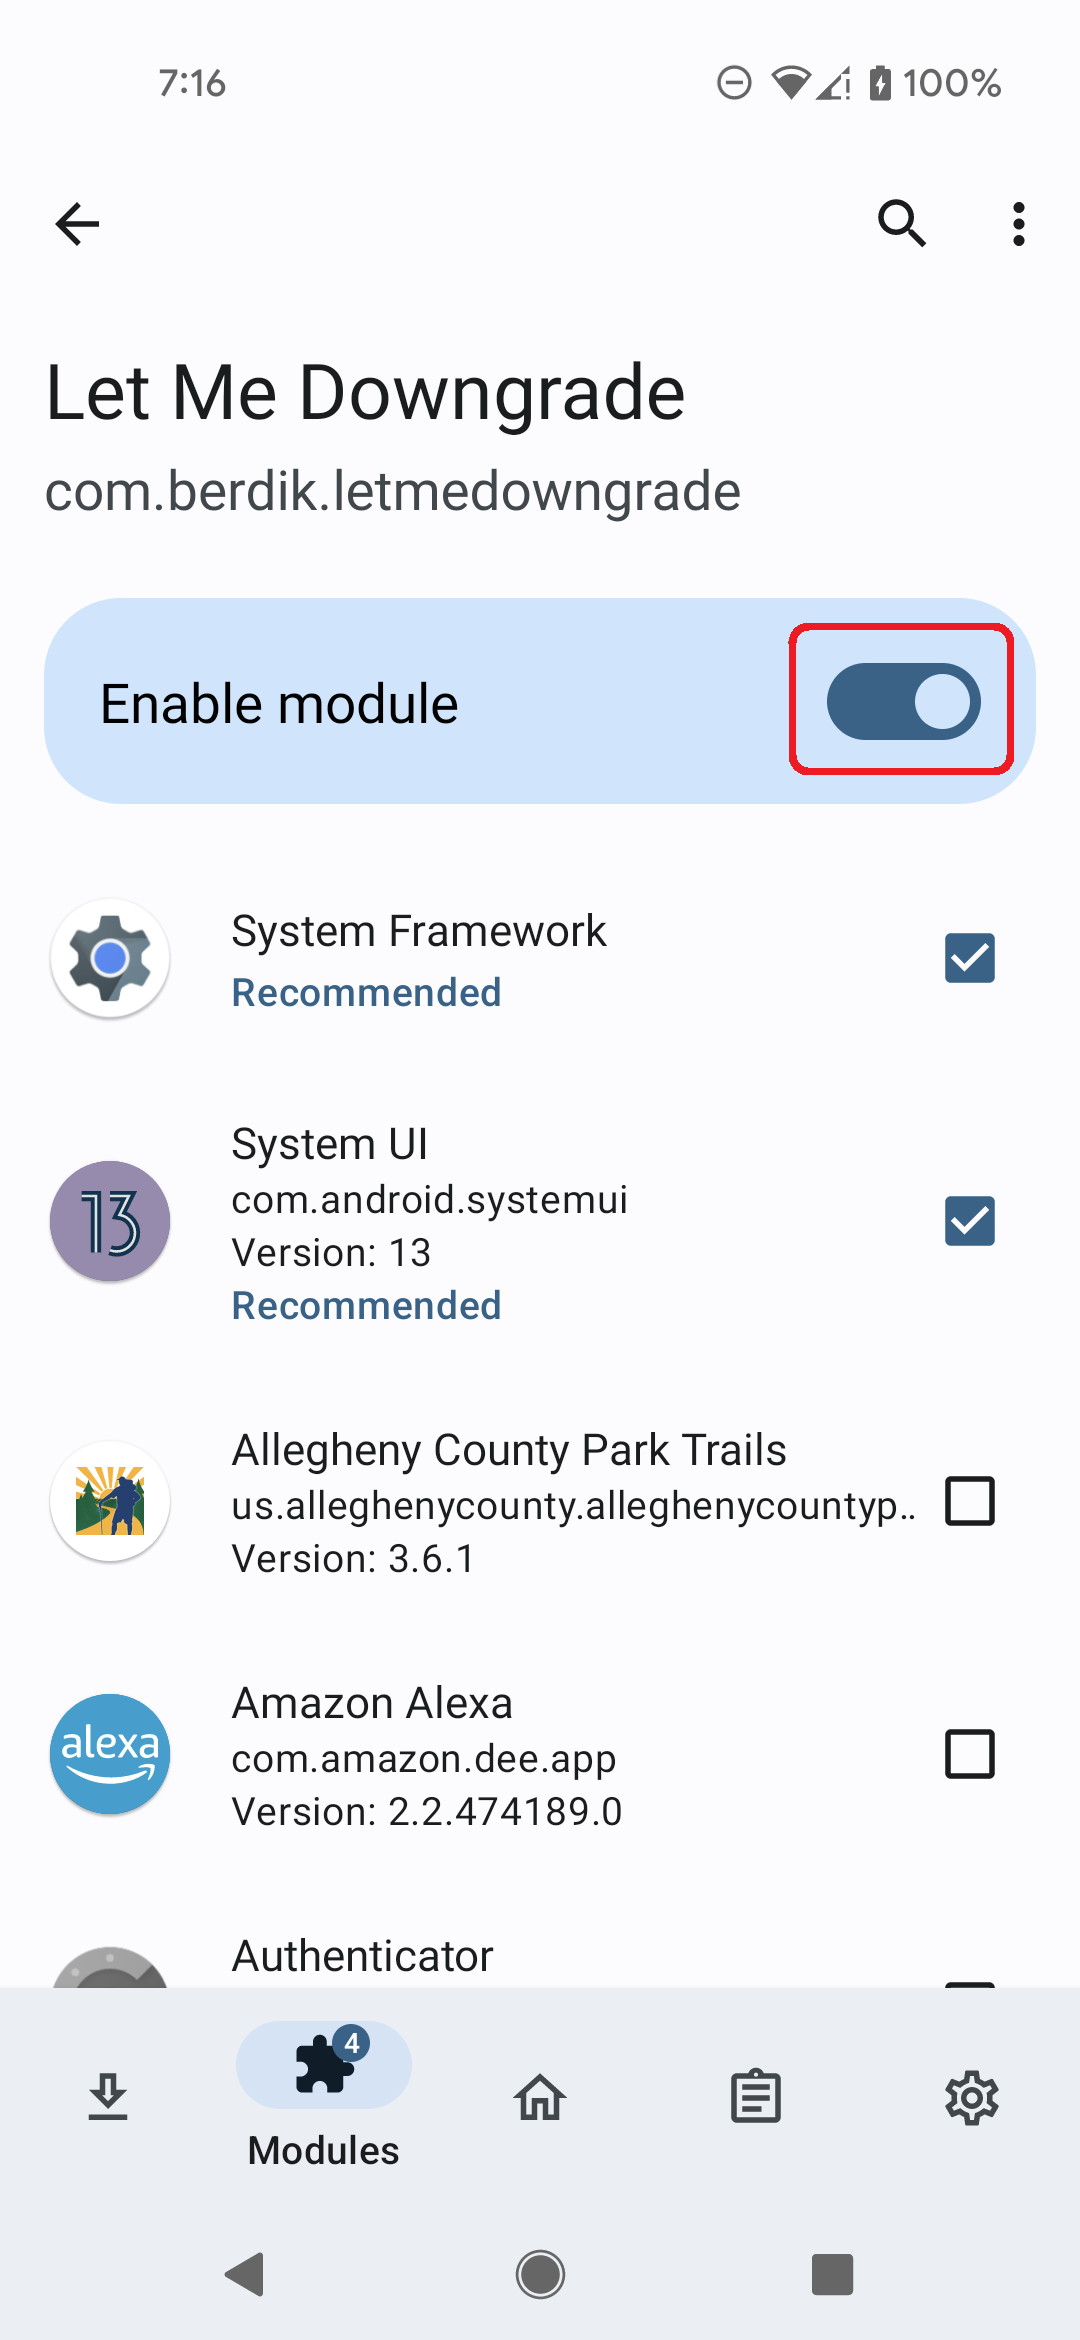 7:16
100%
Let Me Downgrade
com.berdik.letmedowngrade
Enable module
System Framework
Recommended
13
System UI
com.android.systemui
Version: 13
Recommended
Allegheny County Park Trails
us.alleghenycounty.alleghenycountyp..
Version: 3.6.1
alexa
Amazon Alexa
com.amazon.dee.app
Version: 2.2.474189.0
Authenticator
4
Modules